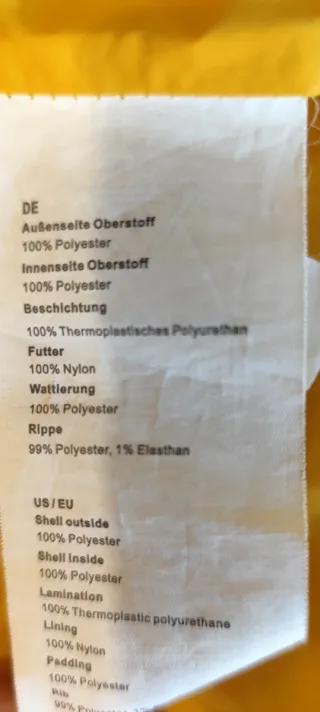 DE
Außenseite Oberstoff
100% Polyester
Innenseite Oberstoff
100% Polyester
Beschichtung
100% Thermoplastisches Polyurethan
Futter
100% Nylon
Wattierung
100% Polyester
Rippe
99% Polyester, 1% Elasthan
US / EU
Shell outside
100% Polyester
Shell Inside
100% Polyester
Lamination
100% Thermoplastic polyurethane
Lining
100% Nylon
Padding
100% Polyester
Rib
99% Polyester,